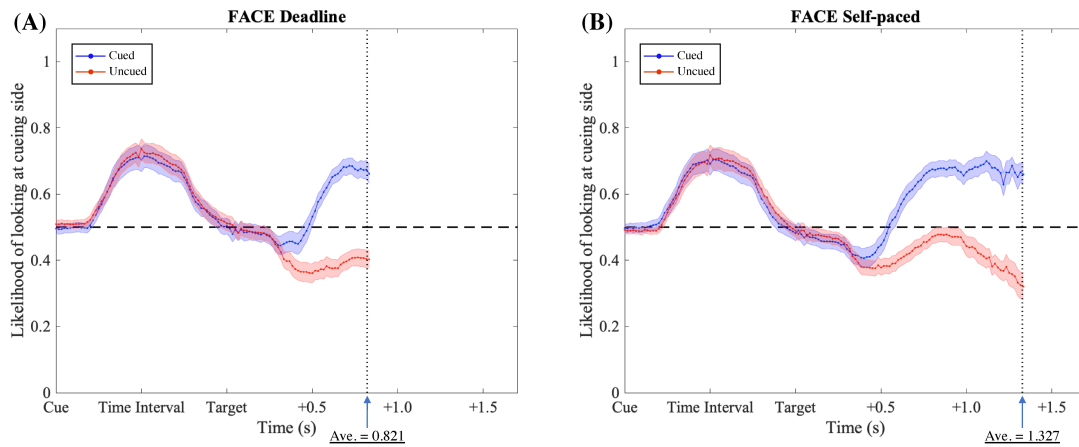 (A)
FACE Deadline
Cued
Uncued
Likelihood of looking at cueing side
1
0.8
0.6
0.4
0.2
0
Cue
Time Interval
Target
+0.5
+1.0
+1.5
Time (s)
Ave. = 0.821
(B)
FACE Self-paced
Cued
Uncued
Likelihood of looking at cueing side
1
0.8
0.6
0.4
0.2
0
Cue
Time Interval
Target
+0.5
+1.0
+1.5
Time (s)
Ave. = 1.327